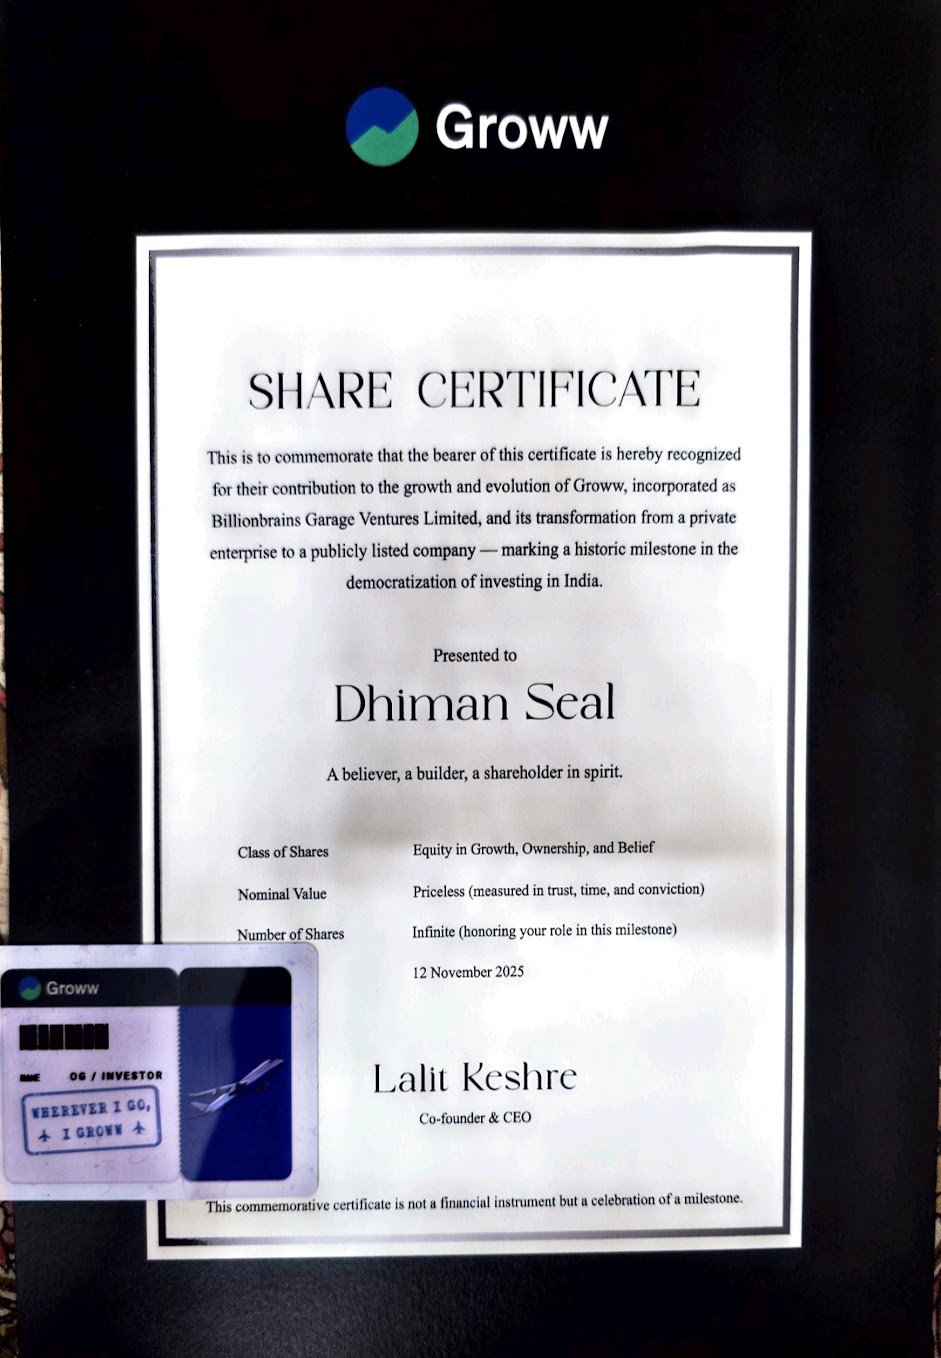 Groww
SHARE CERTIFICATE
This is to commemorate that the bearer of this certificate is hereby recognized
for their contribution to the growth and evolution of Groww, incorporated as
Billionbrains Garage Ventures Limited, and its transformation from a private
enterprise to a publicly listed company — marking a historic milestone in the
democratization of investing in India.
Presented to
Dhiman Seal
A believer, a builder, a shareholder in spirit.
Class of Shares Equity in Growth, Ownership, and Belief
Nominal Value Priceless (measured in trust, time, and conviction)
Number of Shares Infinite (honoring your role in this milestone)
12 November 2025
Lalit Keshre
Co-founder & CEO
This commemorative certificate is not a financial instrument but a celebration of a milestone.
Groww
NAME OG / INVESTOR
WHEREVER I GO,
I GROWW